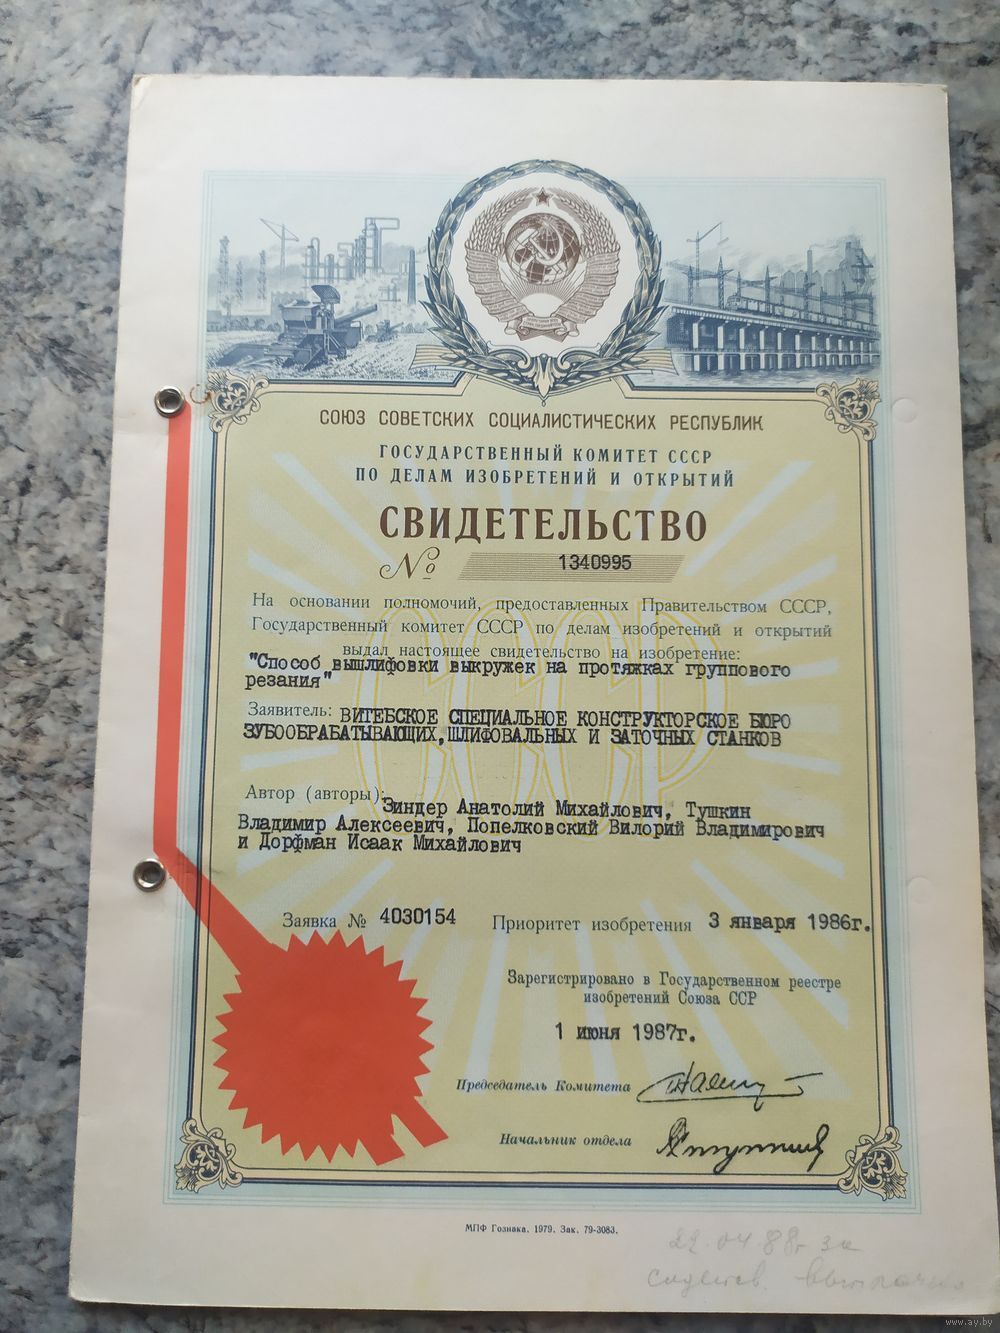 СОЮЗ СОВЕТСКИХ СОЦИАЛИСТИЧЕСКИХ РЕСПУБЛИК
ГОСУДАРСТВЕННЫЙ КОМИТЕТ СССР
ПО ДЕЛАМ ИЗОБРЕТЕНИЙ И ОТКРЫТИЙ
СВИДЕТЕЛЬСТВО
№ 1340995
На основании полномочий, предоставленных Правительством СССР,
Государственный комитет СССР по делам изобретений и открытий
выдал настоящее свидетельство на изобретение:
"Способ вышлифовки выкружек на протяжках группового
резания"
Заявитель: ВИТЕБСКОЕ СПЕЦИАЛЬНОЕ КОНСТРУКТОРСКОЕ БЮРО
ЗУБООБРАБАТЫВАЮЩИХ,ШЛИФОВАЛЬНЫХ И ЗАТОЧНЫХ СТАНКОВ
Автор (авторы): Зиндер Анатолий Михайлович, Тушкин
Владимир Алексеевич, Попелковский Вилорий Владимирович
и Дорфман Исаак Михайлович
Заявка № 4030154 Приоритет изобретения 3 января 1986г.
Зарегистрировано в Государственном реестре
изобретений Союза ССР
1 июня 1987г.
Председатель Комитета
Начальник отдела
МПФ Гознака. 1979. Зак. 79-3083.
22.04 88г за
www.ay.by